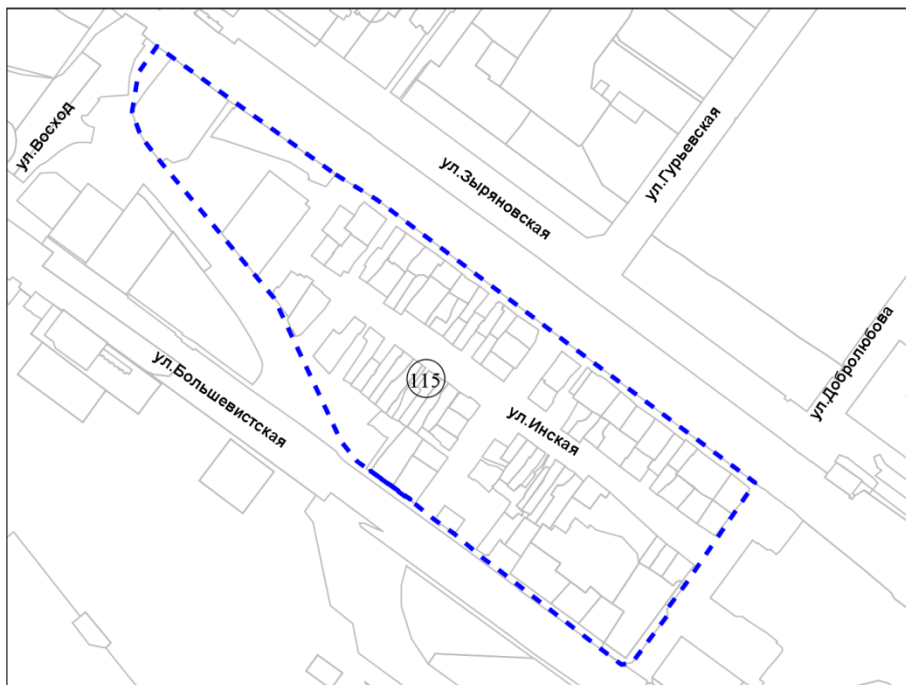 ул.Восход
ул.Зыряновская
ул.Гурьевская
ул.Добролюбова
ул.Большевистская
115
ул.Инская